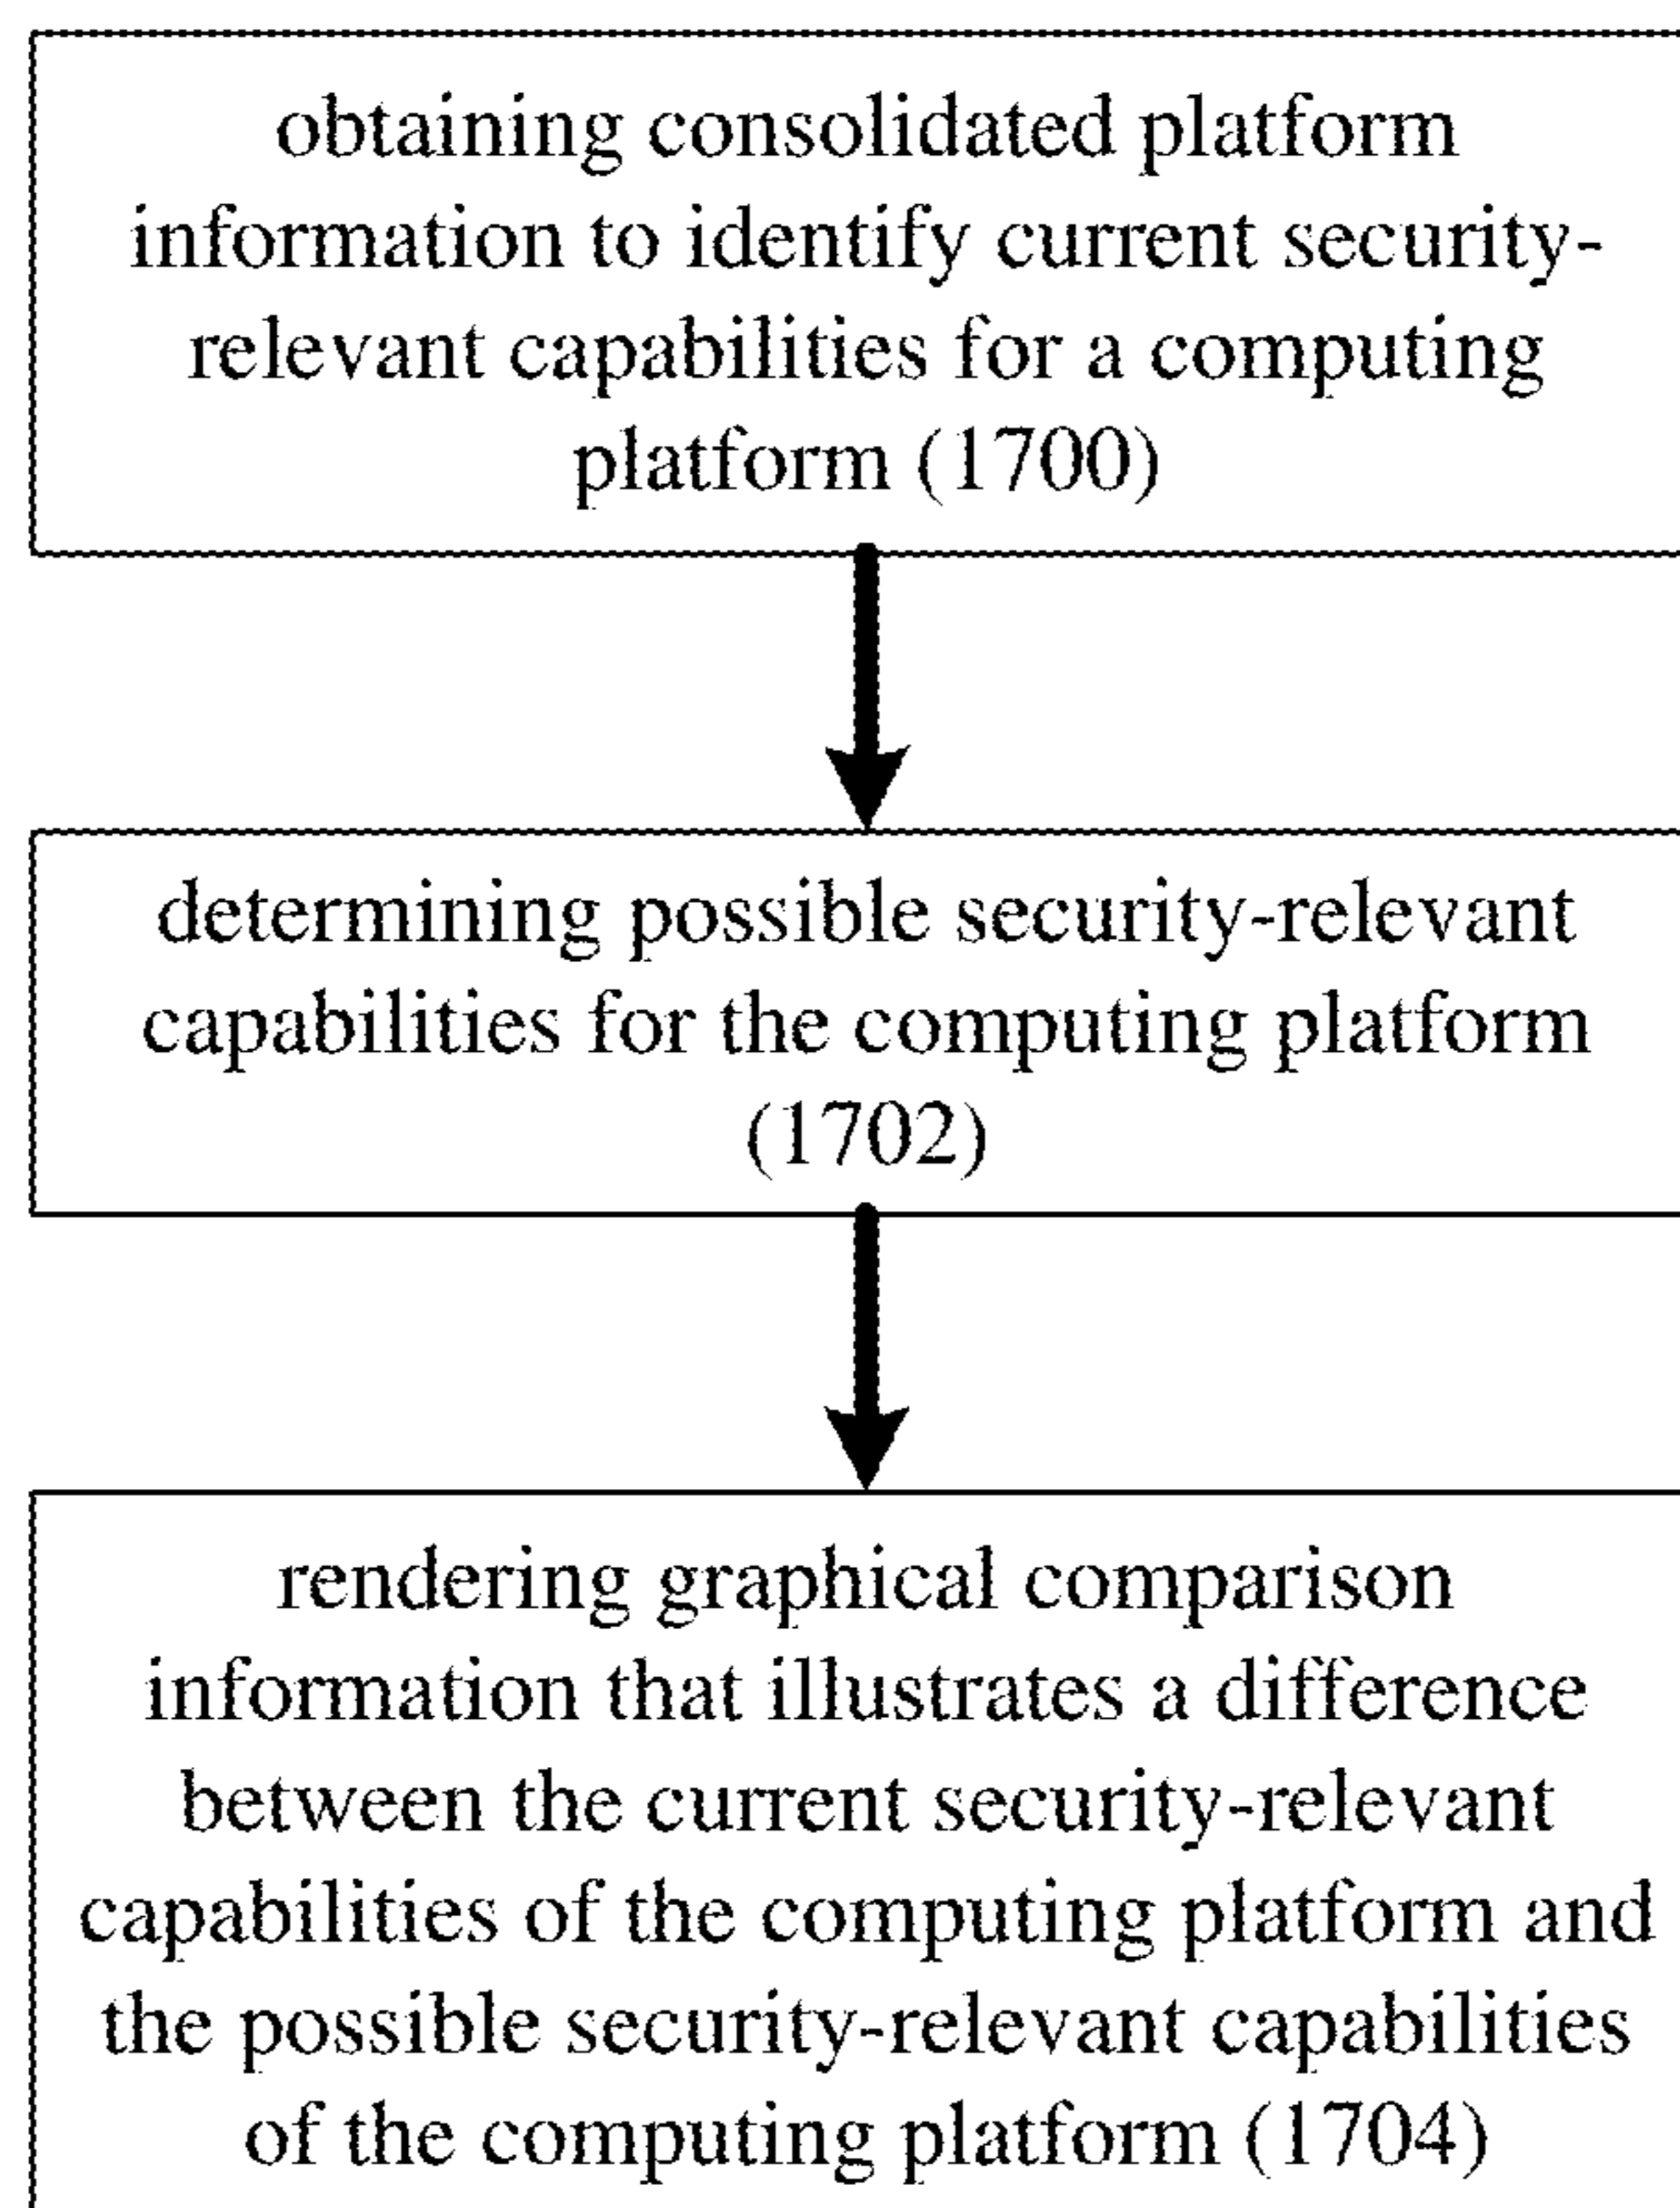 obtaining consolidated platform
information to identify current security-
relevant capabilities for a computing
platform (1700)
determining possible security-relevant
capabilities for the computing platform
(1702)
rendering graphical comparison
information that illustrates a difference
between the current security-relevant
capabilities of the computing platform and
the possible security-relevant capabilities
of the computing platform (1704)